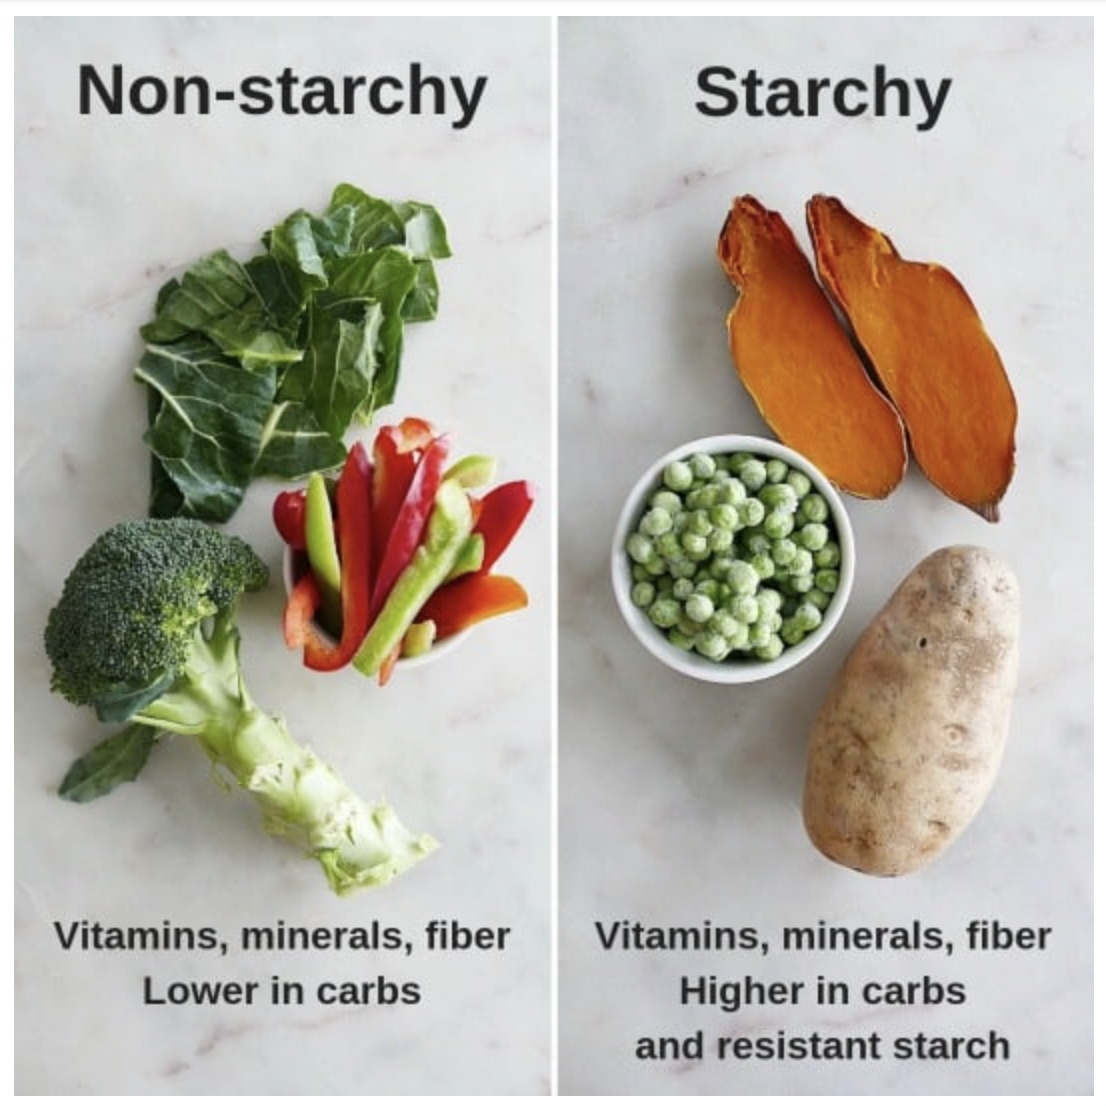 Non-starchy
Vitamins, minerals, fiber
Lower in carbs
Starchy
Vitamins, minerals, fiber
Higher in carbs
and resistant starch